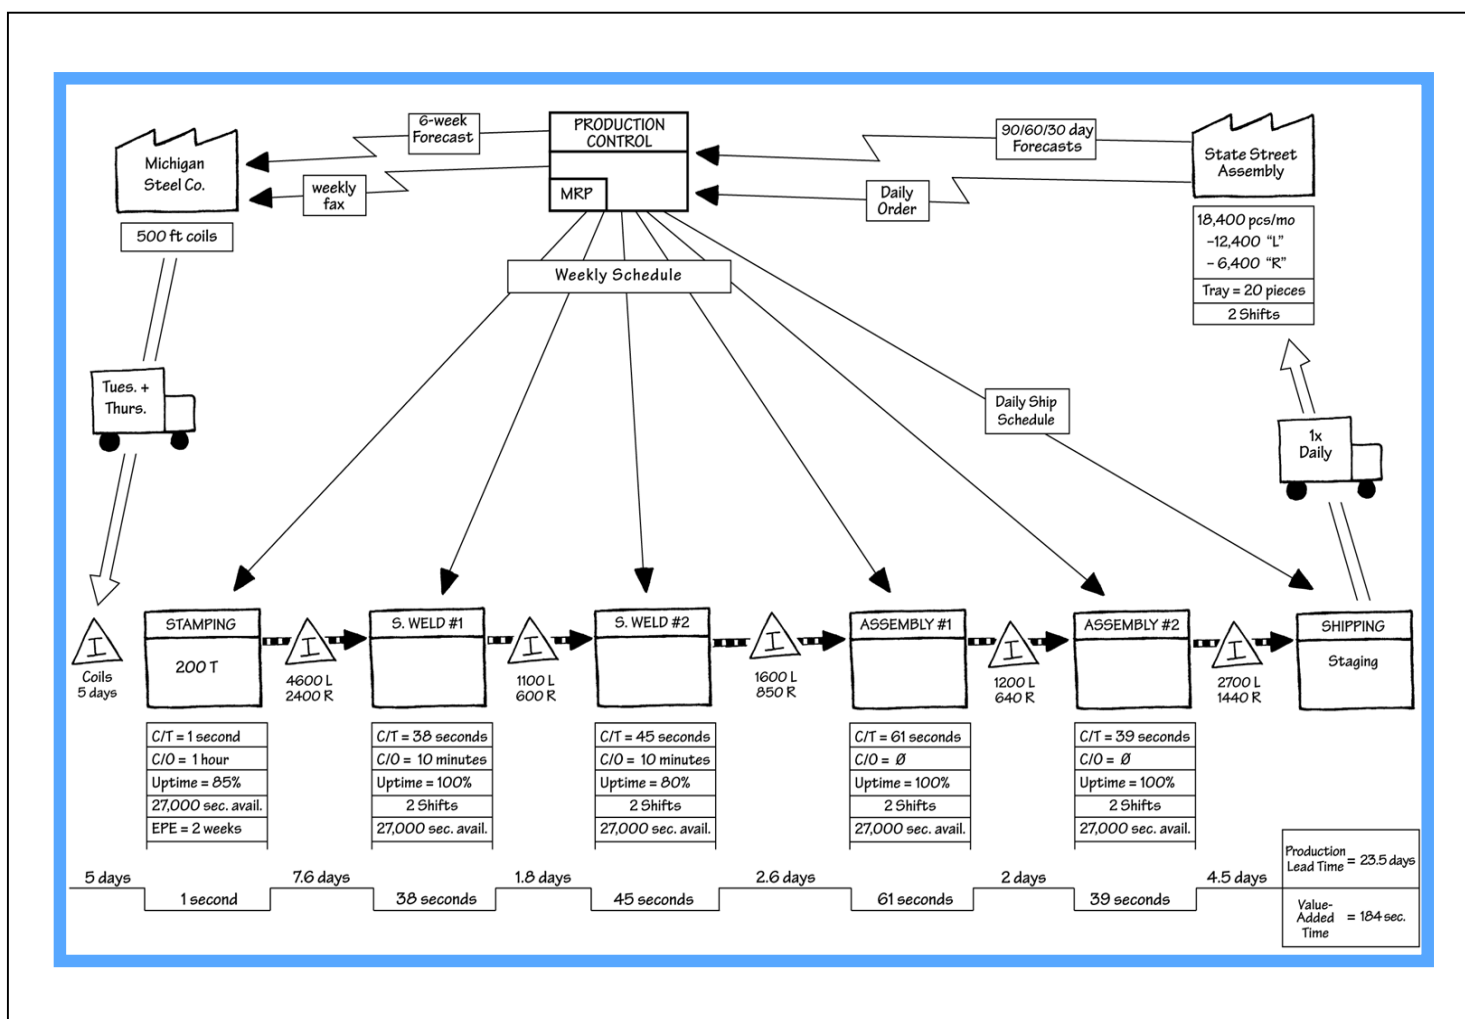 6-week
Forecast
PRODUCTION
CONTROL
90/60/30 day
Forecasts
Michigan
Steel Co.
State Street
Assembly
weekly
fax
MRP
Daily
Order
500 ft coils
18,400 pcs/mo
-12,400 "L"
- 6,400 "R"
Tray = 20 pieces
2 Shifts
Weekly Schedule
Tues. +
Thurs.
Daily Ship
Schedule
1x
Daily
I
Coils
5 days
STAMPING
200 T
I
4600 L
2400 R
S. WELD #1
I
1100 L
600 R
S. WELD #2
I
1600 L
850 R
ASSEMBLY #1
I
1200 L
640 R
ASSEMBLY #2
I
2700 L
1440 R
SHIPPING
Staging
C/T = 1 second
C/O = 1 hour
Uptime = 85%
27,000 sec. avail.
EPE = 2 weeks
C/T = 38 seconds
C/O = 10 minutes
Uptime = 100%
2 Shifts
27,000 sec. avail.
C/T = 45 seconds
C/O = 10 minutes
Uptime = 80%
2 Shifts
27,000 sec. avail.
C/T = 61 seconds
C/O = Ø
Uptime = 100%
2 Shifts
27,000 sec. avail.
C/T = 39 seconds
C/O = Ø
Uptime = 100%
2 Shifts
27,000 sec. avail.
5 days
1 second
7.6 days
38 seconds
1.8 days
45 seconds
2.6 days
61 seconds
2 days
39 seconds
4.5 days
Production
Lead Time = 23.5 days
Value-
Added = 184 sec.
Time